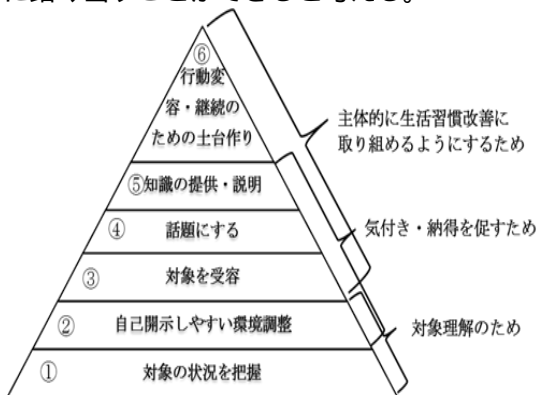 ⑥
行動変
容・継続の
ための土台作り
⑤知識の提供・説明
④ 話題にする
③ 対象を受容
② 自己開示しやすい環境調整
① 対象の状況を把握
主体的に生活習慣改善に
取り組めるようにするため
気付き・納得を促すため
対象理解のため